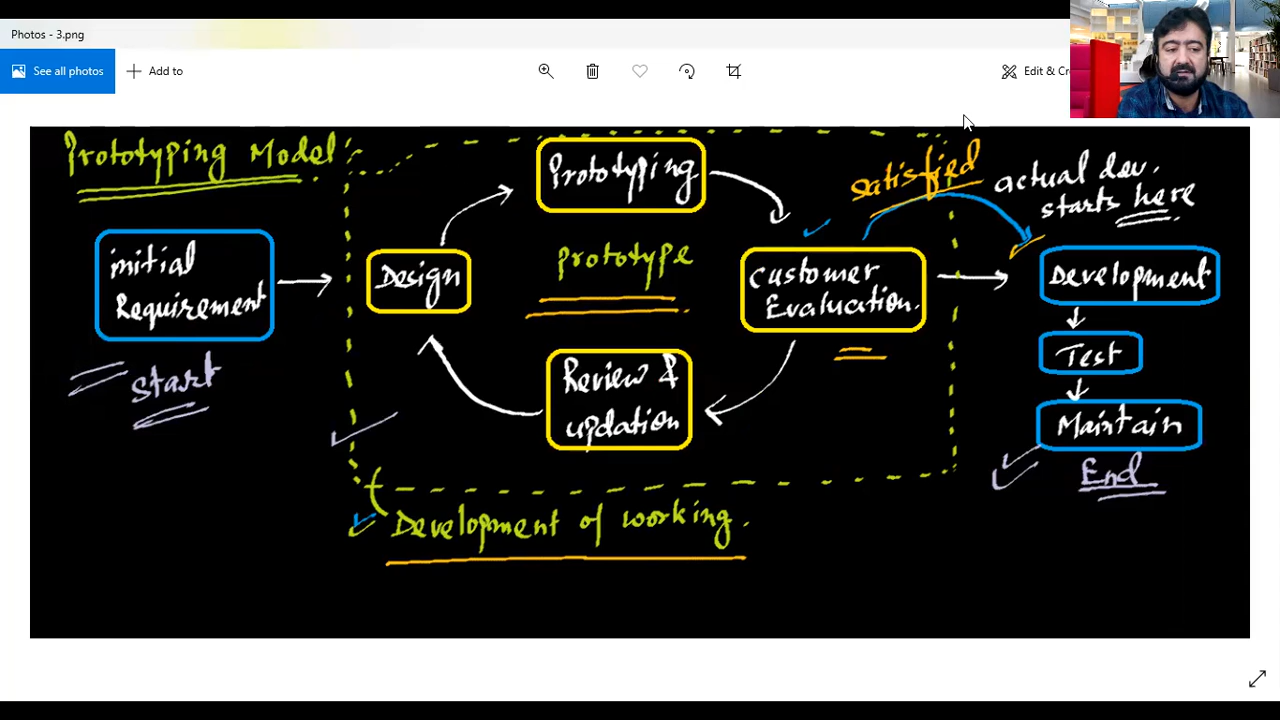 Photos - 3.png
See all photos
Add to
Edit & Cr
Prototyping Model
Prototyping
satisfied
actual dev.
starts here
initial
Requirement
Design
prototype
customer
Evaluation.
Development
Test
Start
Review &
updation
Maintain
End
Development of working.